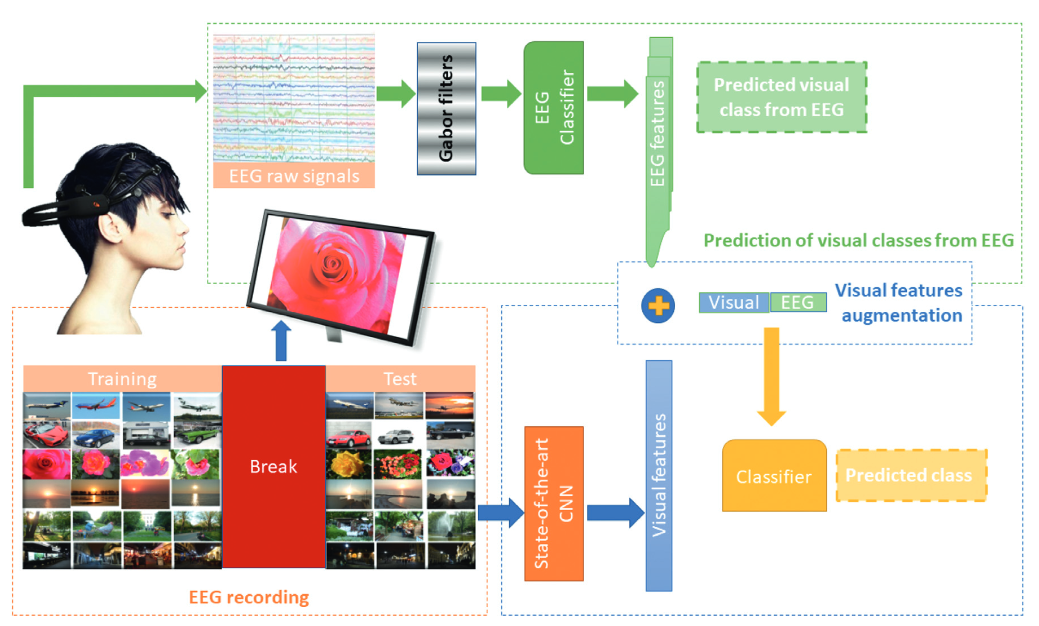 EEG raw signals
Gabor filters
EEG
Classifier
EEG features
Predicted visual
class from EEG
Prediction of visual classes from EEG
Visual
EEG
Visual features
augmentation
Training
Break
Test
EEG recording
State-of-the-art
CNN
Visual features
Classifier
Predicted class